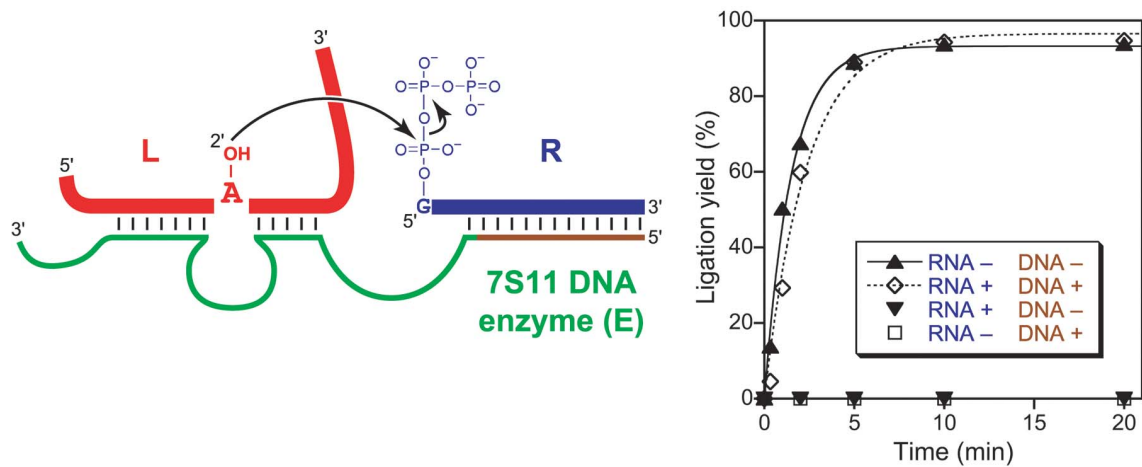 3'
O⁻ O⁻
O=P-O-P=O
O O⁻
2'
OH
O=P-O⁻
O
L
R
5'
A
G
5'
3'
3'
5'
7S11 DNA
enzyme (E)
100
80
60
40
20
0
Ligation yield (%)
RNA – DNA –
RNA + DNA +
RNA + DNA –
RNA – DNA +
0 5 10 15 20
Time (min)